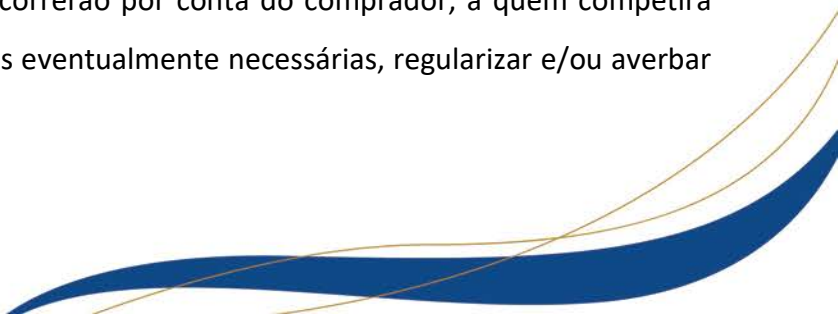 correrão por conta do comprador, a quem competirá
s eventualmente necessárias, regularizar e/ou averbar